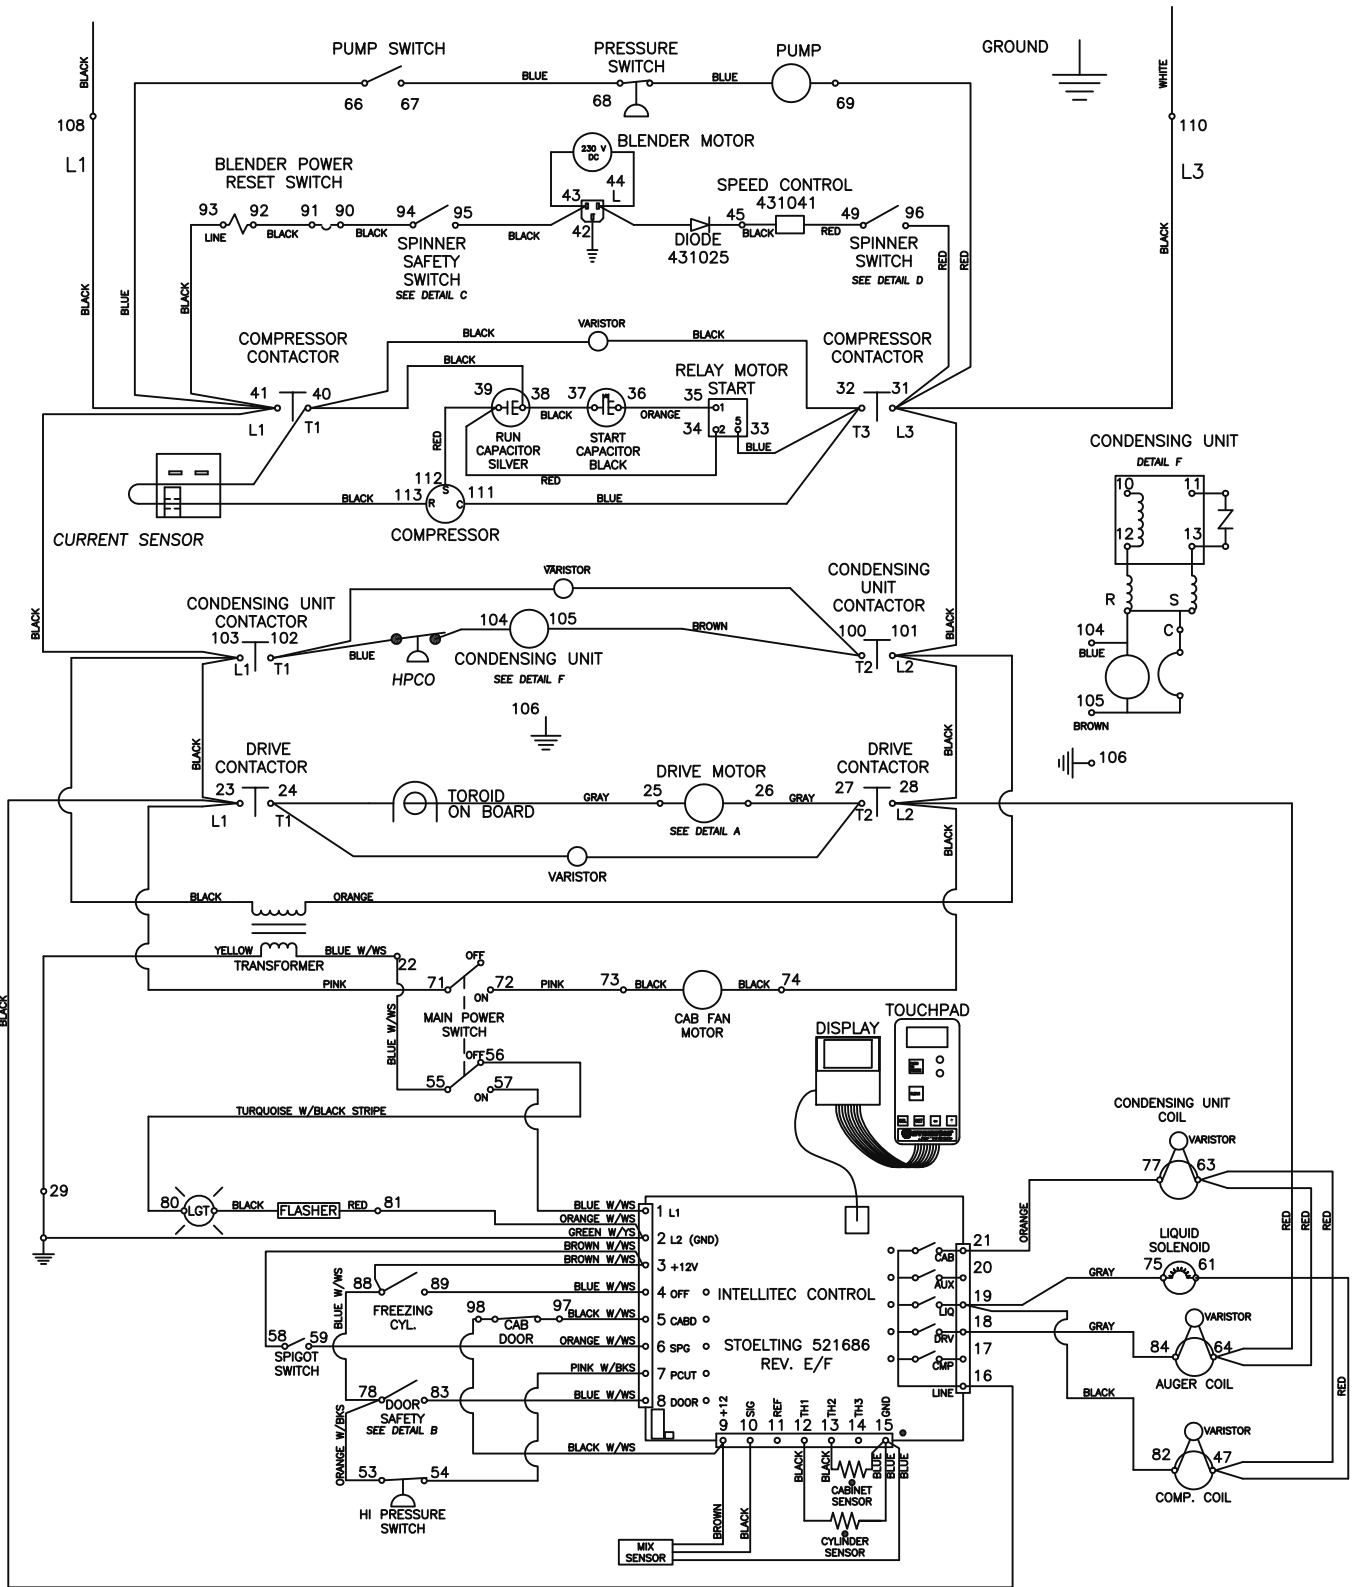 PUMP SWITCH
PRESSURE
SWITCH
PUMP
GROUND
BLACK
BLUE
BLUE
WHITE
66
67
68
69
108
110
L1
L3
BLENDER MOTOR
230 V
DC
BLENDER POWER
RESET SWITCH
SPEED CONTROL
431041
93
92
91
90
94
95
43
44
L
42
45
49
96
LINE
BLACK
BLACK
BLACK
BLACK
RED
DIODE
431025
SPINNER
SAFETY
SWITCH
SEE DETAIL C
SPINNER
SWITCH
SEE DETAIL D
RED
RED
BLACK
BLACK
BLUE
BLACK
COMPRESSOR
CONTACTOR
BLACK
VARISTOR
BLACK
COMPRESSOR
CONTACTOR
BLACK
RELAY MOTOR
START
41
40
39
38
37
36
35
1
32
31
L1
T1
BLACK
ORANGE
34
2
5
33
T3
L3
RED
RUN
CAPACITOR
SILVER
START
CAPACITOR
BLACK
BLUE
RED
CONDENSING UNIT
DETAIL F
10
11
12
13
R
S
C
104
BLUE
105
BROWN
106
112
S
113
R
C
111
BLACK
BLUE
COMPRESSOR
CURRENT SENSOR
VARISTOR
CONDENSING
UNIT
CONTACTOR
CONDENSING UNIT
CONTACTOR
BLACK
103
102
104
105
BROWN
100
101
BLACK
L1
T1
BLUE
HPCO
CONDENSING UNIT
SEE DETAIL F
T2
L2
106
BLACK
BLACK
DRIVE
CONTACTOR
DRIVE MOTOR
DRIVE
CONTACTOR
23
24
TOROID
ON BOARD
GRAY
25
26
GRAY
27
28
L1
T1
SEE DETAIL A
T2
L2
BLACK
VARISTOR
BLACK
ORANGE
YELLOW
BLUE W/WS
TRANSFORMER
22
OFF
PINK
71
72
ON
PINK
73
BLACK
BLACK
74
MAIN POWER
SWITCH
CAB FAN
MOTOR
BLACK
BLUE W/WS
DISPLAY
TOUCHPAD
OFF
56
55
57
ON
TURQUOISE W/BLACK STRIPE
CONDENSING UNIT
COIL
VARISTOR
77
63
29
80
LGT
BLACK
FLASHER
RED
81
BLUE W/WS
1 L1
ORANGE W/WS
GREEN W/YS
2 L2 (GND)
BROWN W/WS
BROWN W/WS
3 +12V
88
89
BLUE W/WS
4 OFF
FREEZING
CYL.
BLUE W/WS
98
97
CAB
DOOR
BLACK W/WS
5 CABD
58
59
SPIGOT
SWITCH
ORANGE W/WS
6 SPG
PINK W/BKS
7 PCUT
78
83
BLUE W/WS
8 DOOR
DOOR
SAFETY
SEE DETAIL B
ORANGE W/BKS
BLACK W/WS
53
54
HI PRESSURE
SWITCH
INTELLITEC CONTROL
STOELTING 521686
REV. E/F
21
CAB
20
AUX
19
LIQ
18
DRV
17
CMP
16
LINE
ORANGE
LIQUID
SOLENOID
75
61
GRAY
RED
RED
RED
VARISTOR
GRAY
84
64
AUGER COIL
BLACK
RED
VARISTOR
82
47
COMP. COIL
+12
SIG
REF
TH1
TH2
TH3
GND
9
10
11
12
13
14
15
BLACK
BLACK
BLUE
BLUE
BLUE
CABINET
SENSOR
BROWN
BLACK
CYLINDER
SENSOR
MIX
SENSOR